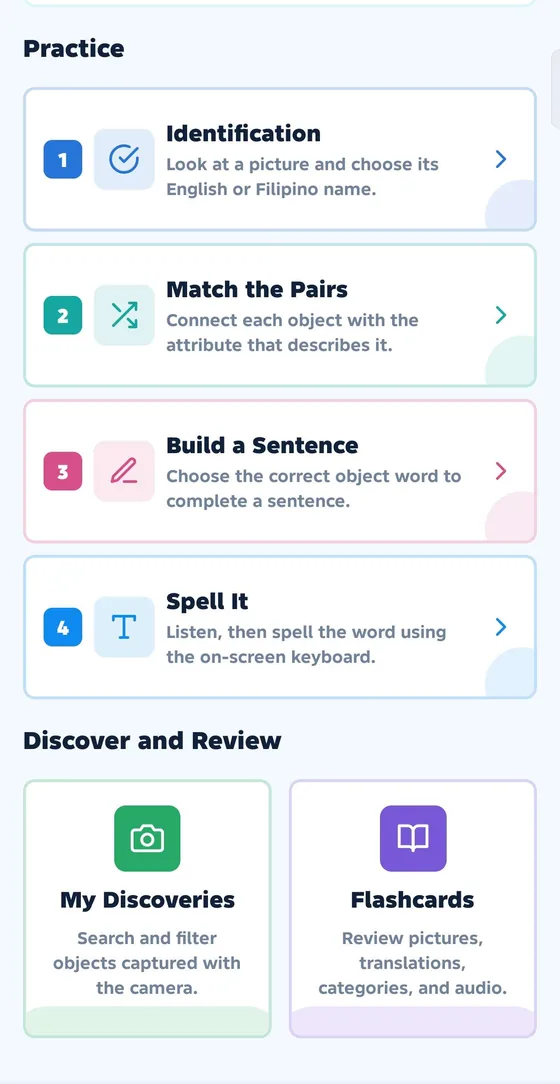 Practice
1
Identification
Look at a picture and choose its
English or Filipino name.
2
Match the Pairs
Connect each object with the
attribute that describes it.
3
Build a Sentence
Choose the correct object word to
complete a sentence.
4
Spell It
Listen, then spell the word using
the on-screen keyboard.
Discover and Review
My Discoveries
Search and filter
objects captured with
the camera.
Flashcards
Review pictures,
translations,
categories, and audio.